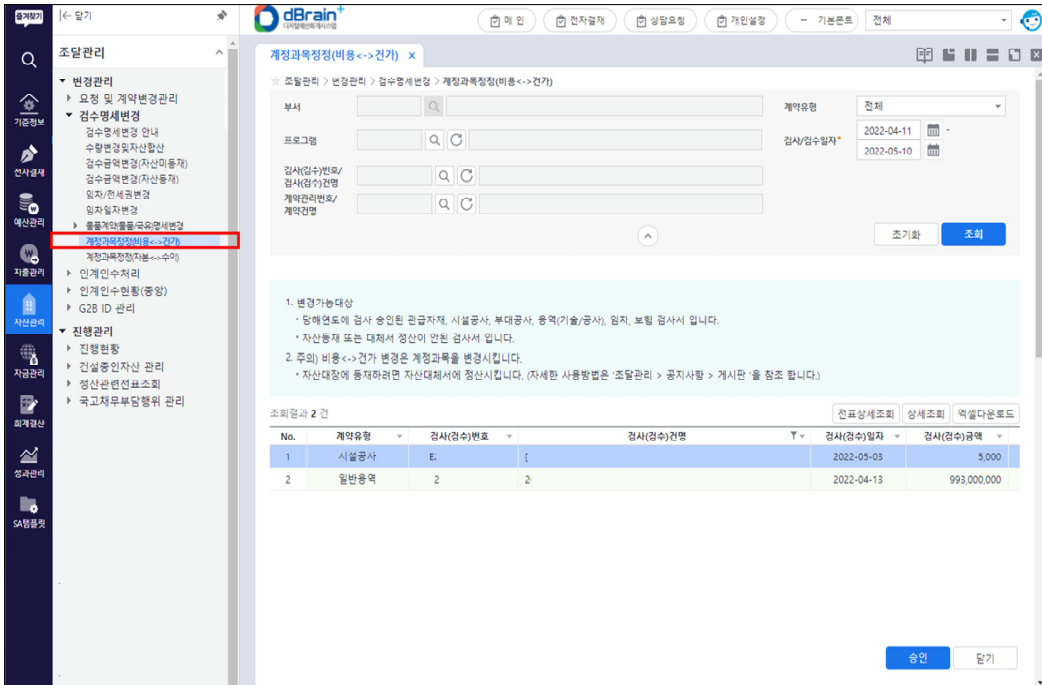 즐겨찾기
닫기
dBrain+
디지털예산회계시스템
메 인
전자결재
상담요청
개인설정
기본폰트
전체
조달관리
변경관리
요청 및 계약변경관리
검수명세변경
검수명세변경 안내
수량변경및자산합산
검수금액변경(자산미등재)
검수금액변경(자산등재)
임차/전세권변경
임차일자변경
물품계약(물품/국유)명세변경
계정과목정정(비용<->건가)
계정과목정정(자본<->수익)
인계인수처리
인계인수현황(중앙)
G2B ID 관리
진행관리
진행현황
건설중인자산 관리
정산관련전표조회
국고채무부담행위 관리
기준정보
전자결재
예산관리
지출관리
자산관리
자금관리
회계결산
성과관리
SA템플릿
계정과목정정(비용<->건가) ×
조달관리 > 변경관리 > 검수명세변경 > 계정과목정정(비용<->건가)
부서
계약유형
전체
프로그램
검사/검수일자*
2022-04-11
-
2022-05-10
검사(검수)번호/
검사(검수)건명
계약관리번호/
계약건명
초기화
조회
1. 변경가능대상
• 당해연도에 검사 승인된 관급자재, 시설공사, 부대공사, 용역(기술/공사), 임치, 보험 검사서 입니다.
• 자산등재 또는 대체서 정산이 안된 검사서 입니다.
2. 주의) 비용<->건가 변경은 계정과목을 변경시킵니다.
• 자산대장에 등재하려면 자산대체서에 정산시킵니다. (자세한 사용방법은 '조달관리 > 공지사항 > 게시판 '을 참조 합니다.)
조회결과 2 건
전표상세조회
상세조회
엑셀다운로드
No. 계약유형 검사(검수)번호 검사(검수)건명 검사(검수)일자 검사(검수)금액
1 시설공사 E [ 2022-05-03 5,000
2 일반용역 2 2 2022-04-13 993,000,000
승인
닫기